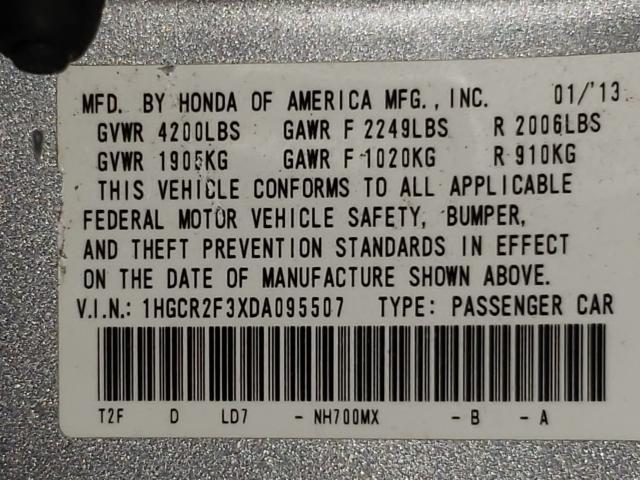 MFD. BY HONDA OF AMERICA MFG., INC. 01/'13
GVWR 4200LBS GAWR F 2249LBS R 2006LBS
GVWR 1905KG GAWR F 1020KG R 910KG
THIS VEHICLE CONFORMS TO ALL APPLICABLE
FEDERAL MOTOR VEHICLE SAFETY, BUMPER,
AND THEFT PREVENTION STANDARDS IN EFFECT
ON THE DATE OF MANUFACTURE SHOWN ABOVE.
V.I.N.: 1HGCR2F3XDA095507 TYPE: PASSENGER CAR
T2F D LD7 - NH700MX - B - A